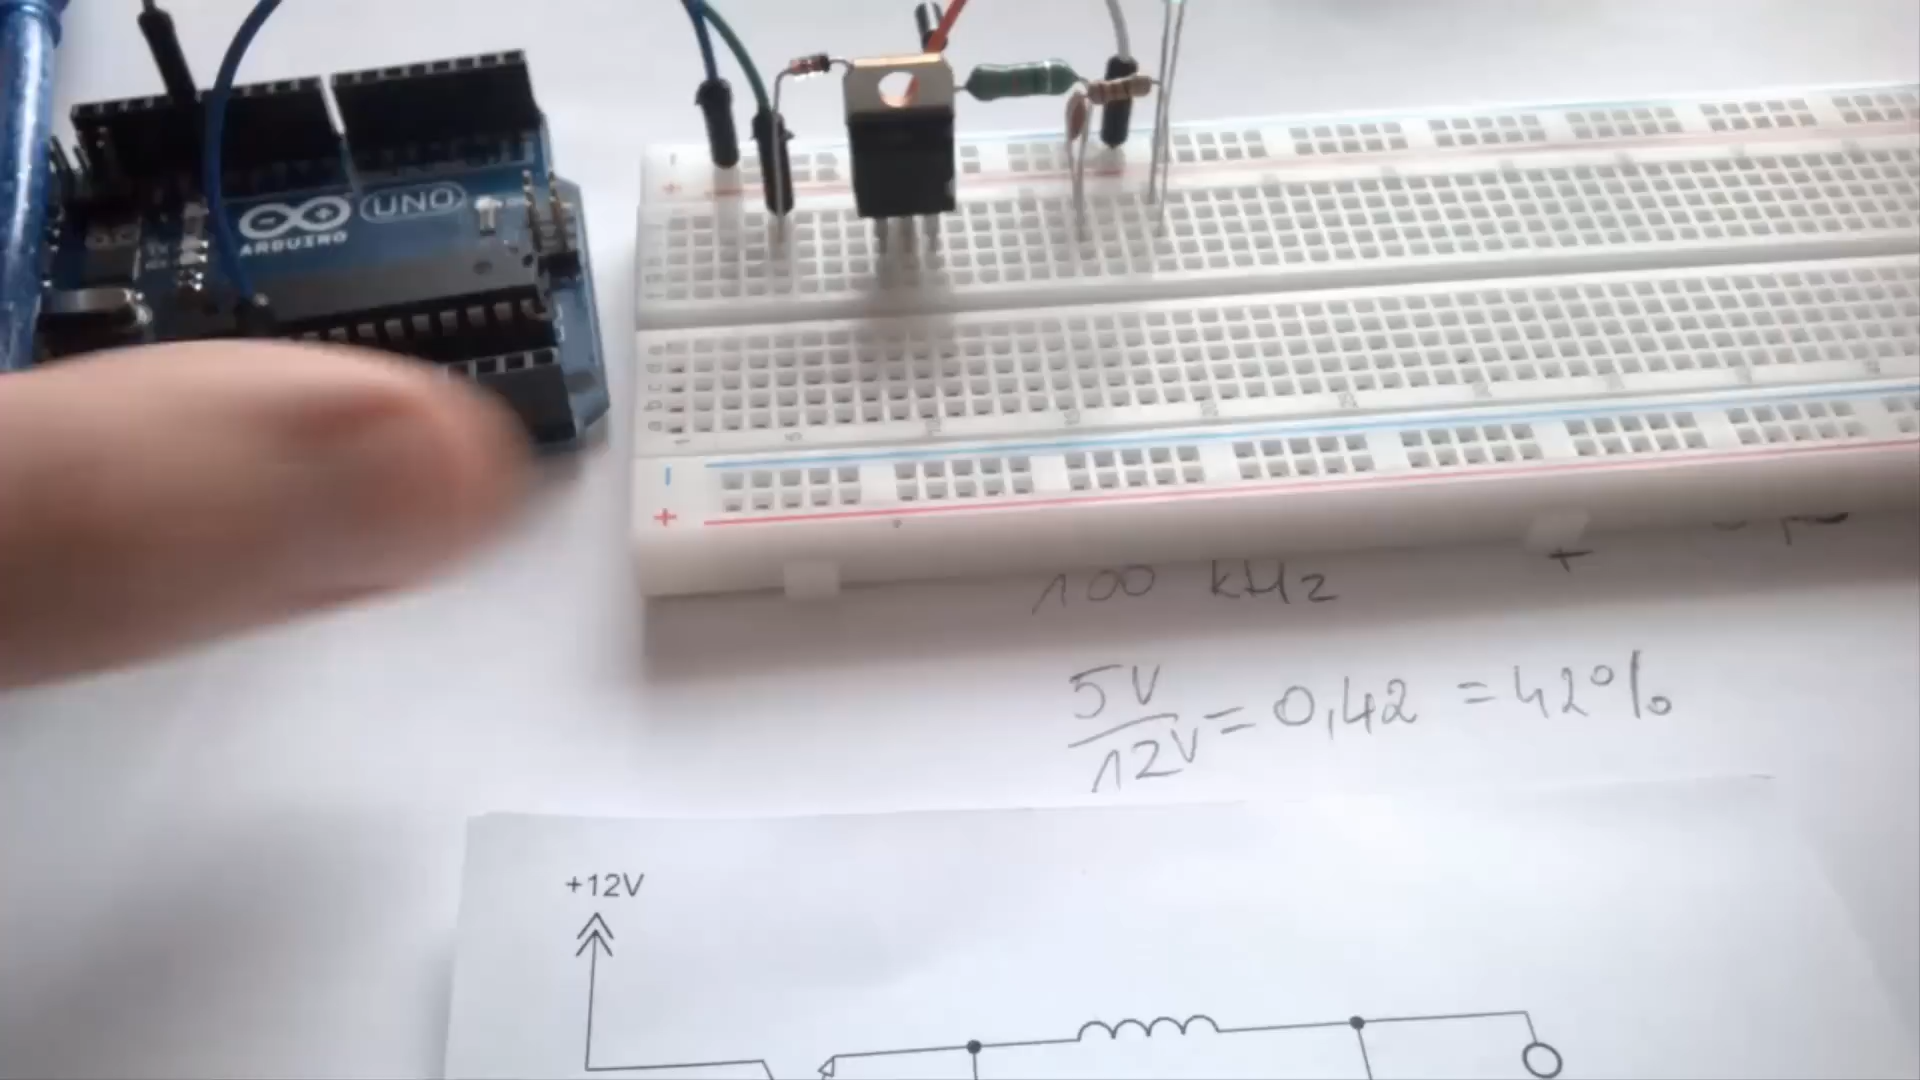 UNO
ARDUINO
100 kHz
+
5V
12V
= 0,42 = 42%
+12V